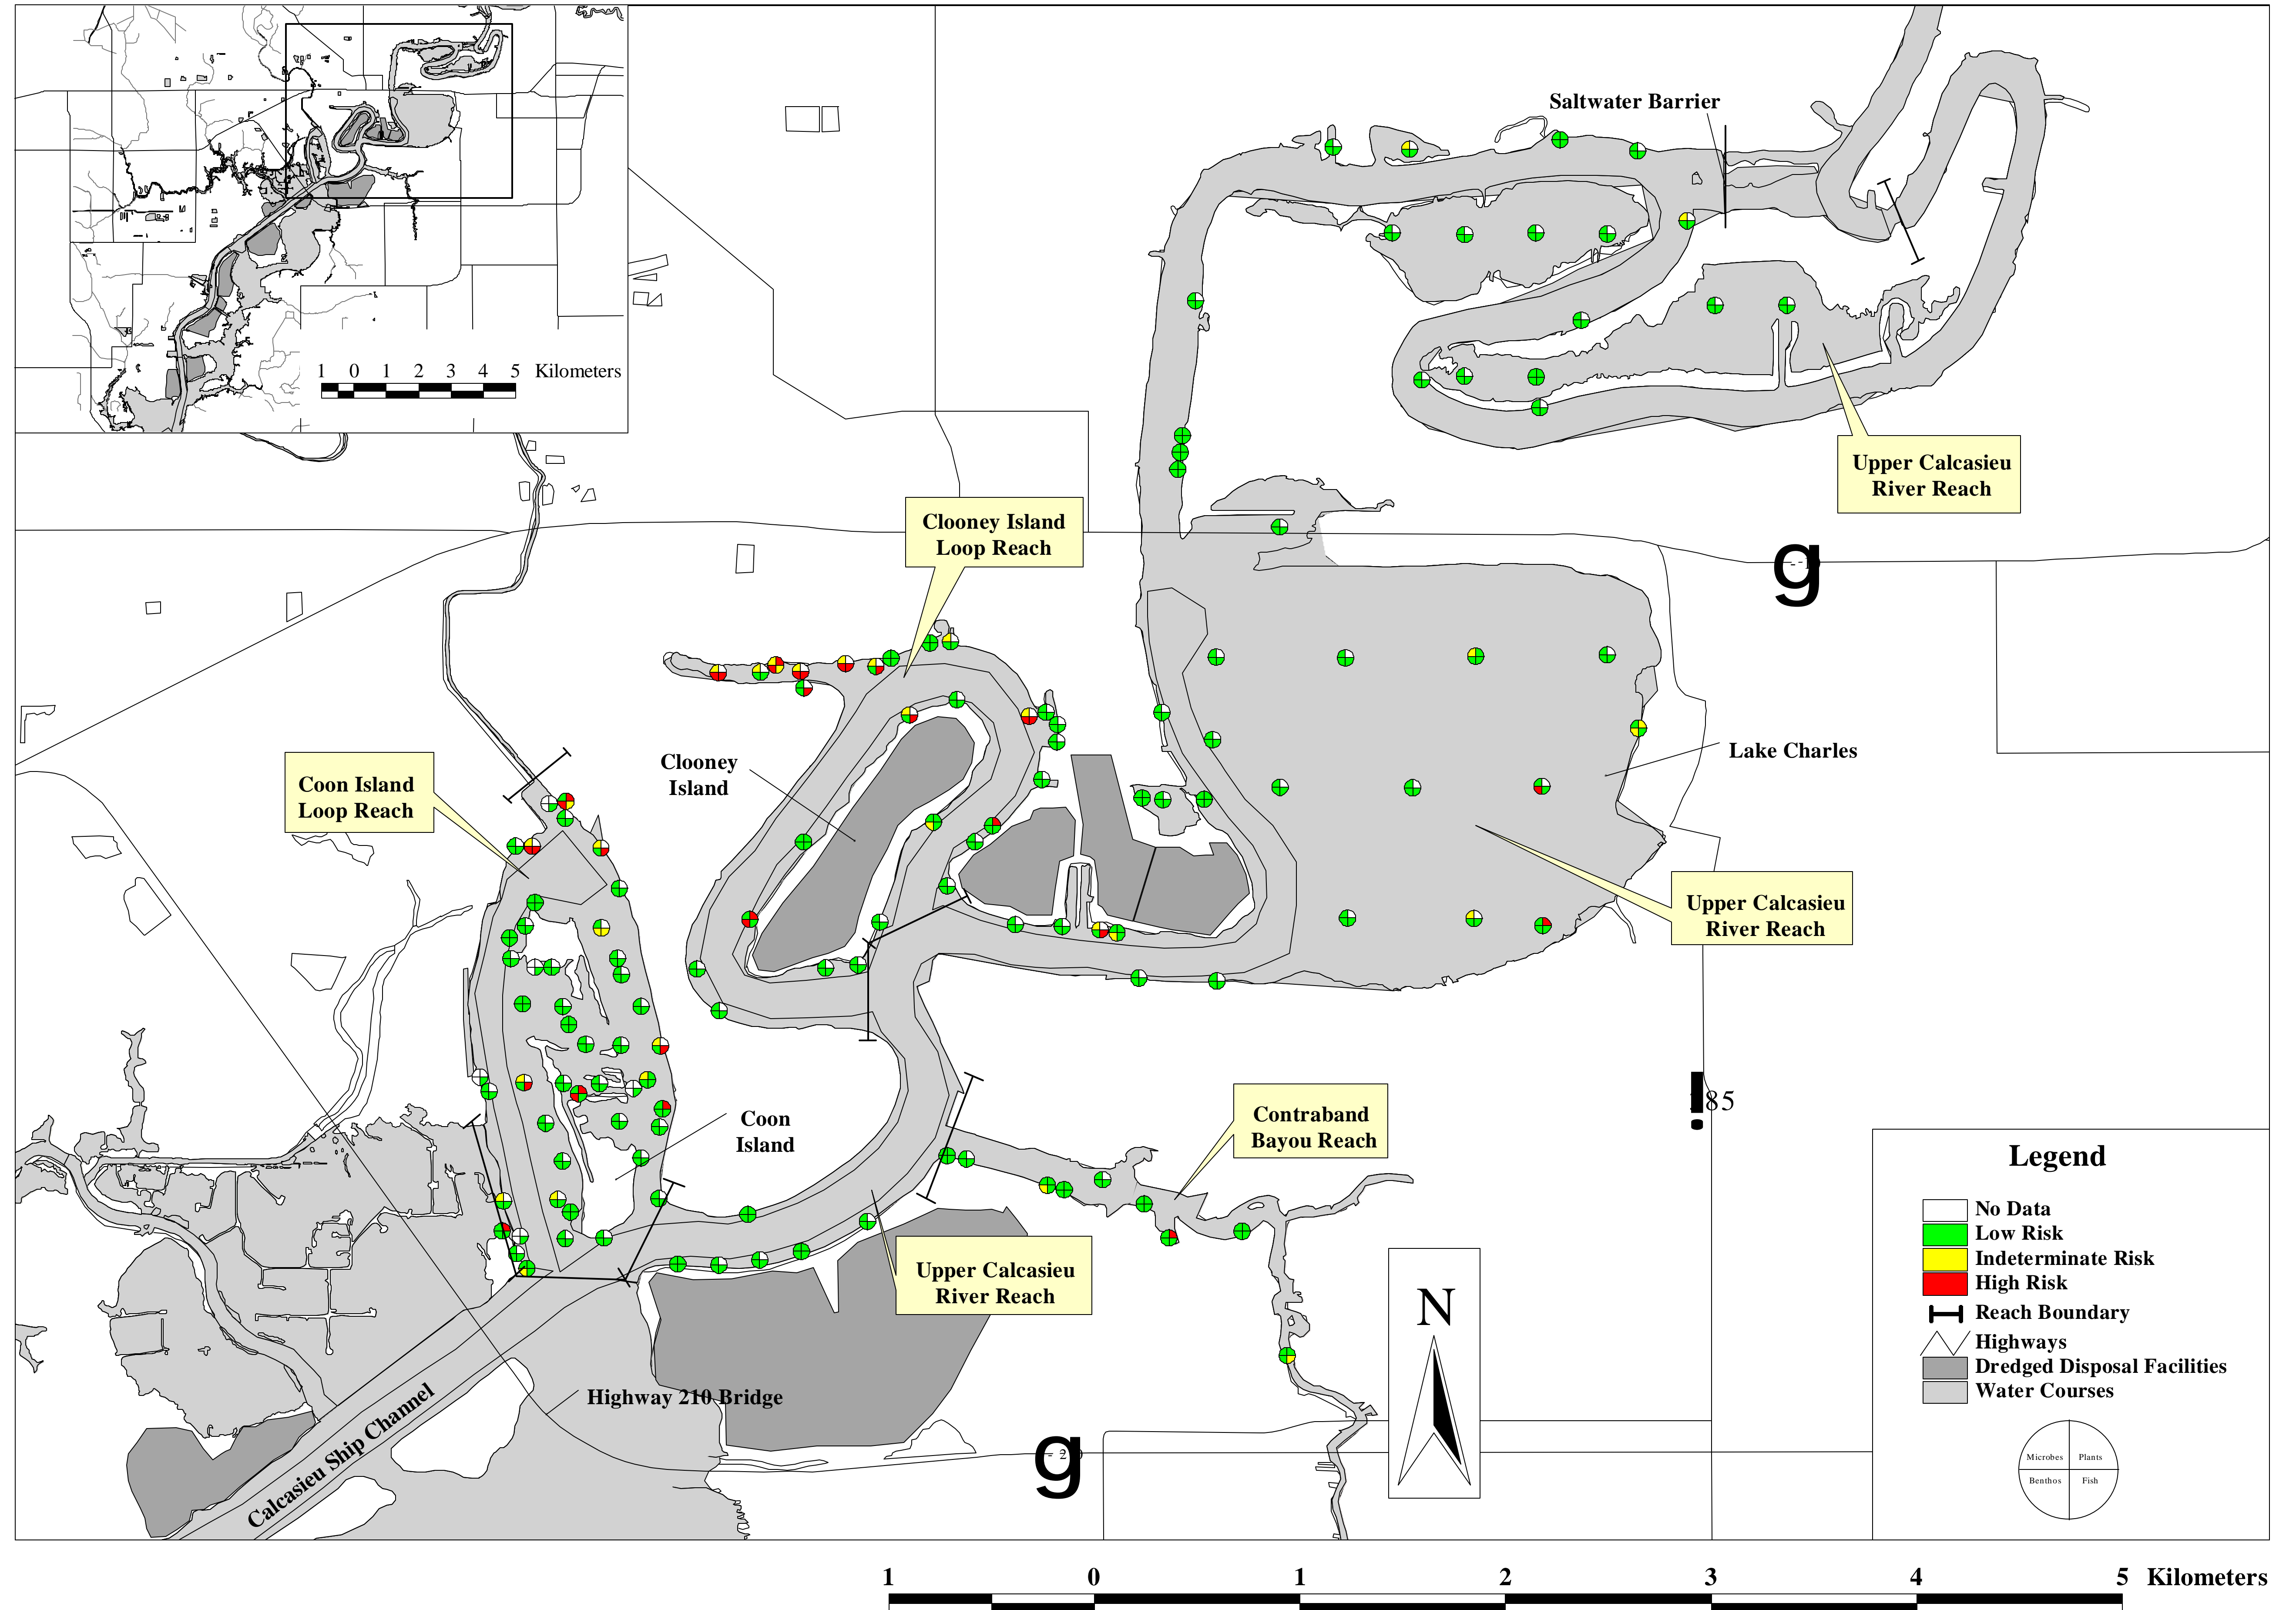 Saltwater Barrier
1 0 1 2 3 4 5 Kilometers
Upper Calcasieu
River Reach
Clooney Island
Loop Reach
g
Clooney
Island
Lake Charles
Coon Island
Loop Reach
Upper Calcasieu
River Reach
!
85
Coon
Island
Contraband
Bayou Reach
Upper Calcasieu
River Reach
Highway 210 Bridge
Calcasieu Ship Channel
g
N
Legend
No Data
Low Risk
Indeterminate Risk
High Risk
Reach Boundary
Highways
Dredged Disposal Facilities
Water Courses
Microbes Plants
Benthos Fish
1 0 1 2 3 4 5 Kilometers